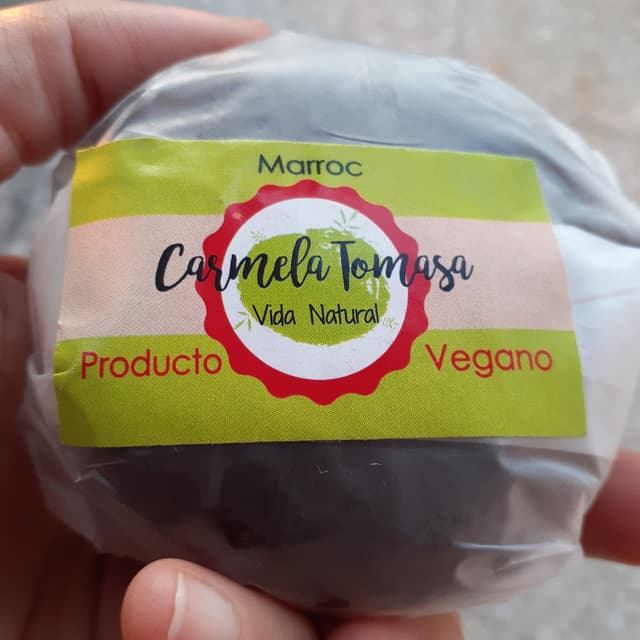 Marroc
Carmela Tomasa
Vida Natural
Producto Vegano